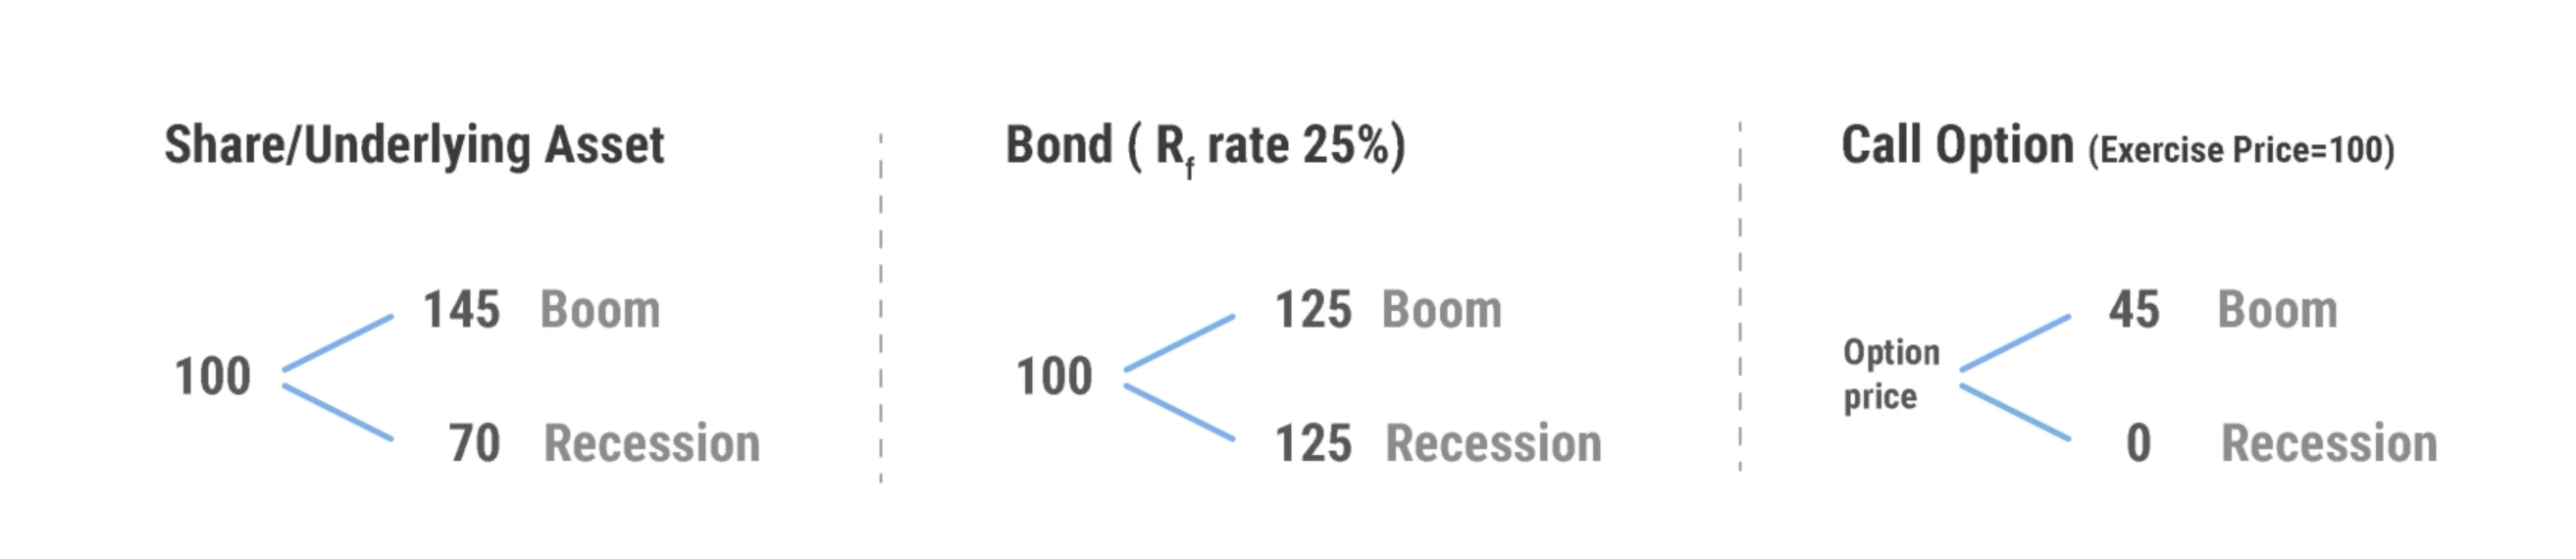 Share/Underlying Asset
145 Boom
100
70 Recession
Bond ( Rf rate 25%)
125 Boom
100
125 Recession
Call Option (Exercise Price=100)
45 Boom
Option
price
0 Recession